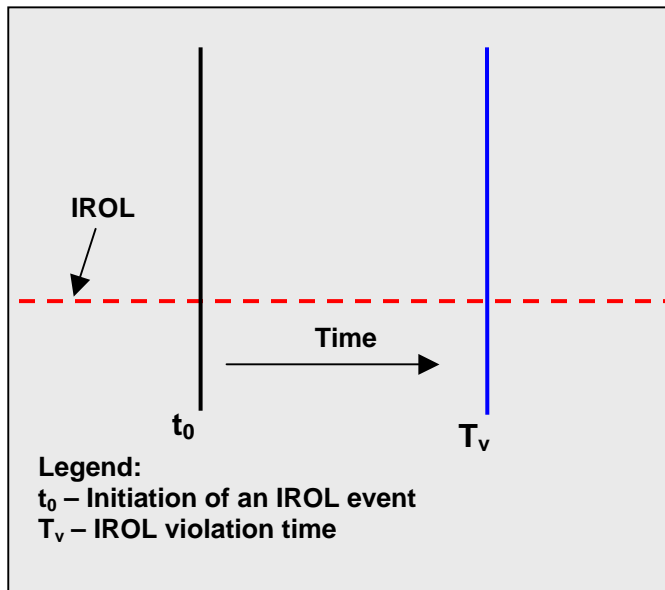 IROL
Time
t₀
Tᵥ
Legend:
t₀ – Initiation of an IROL event
Tᵥ – IROL violation time